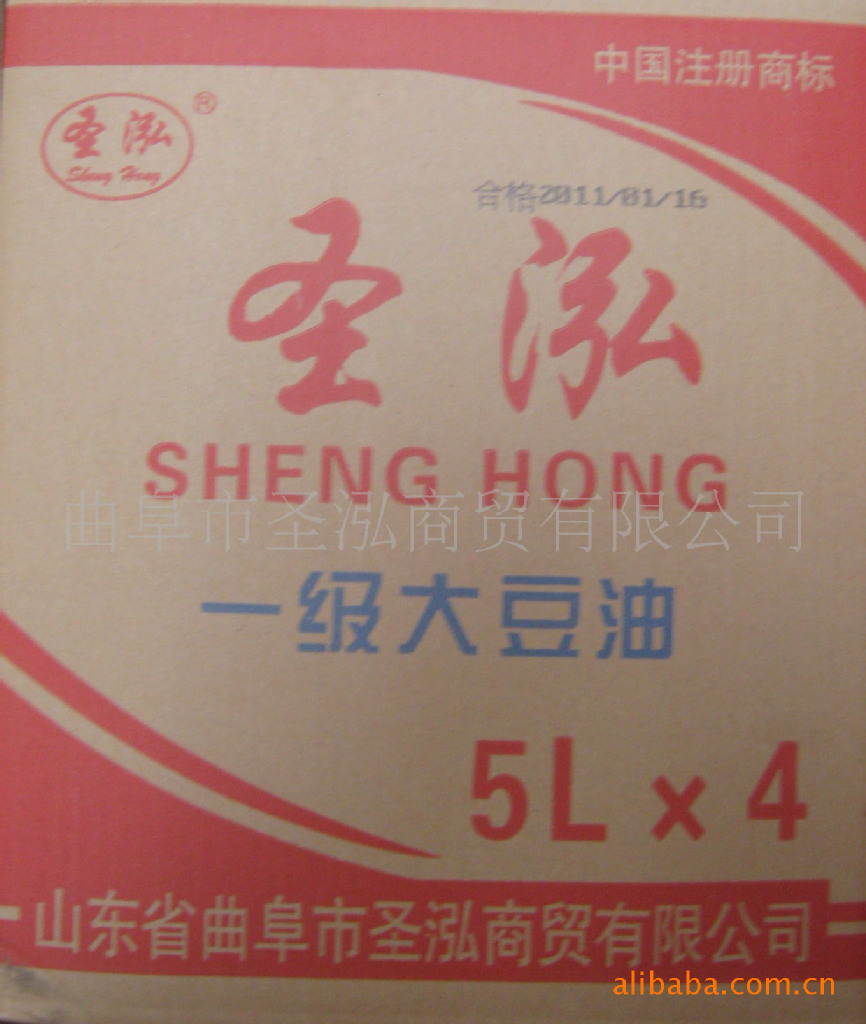 中国注册商标
圣泓®
Sheng Hong
合格2011/01/16
圣泓
SHENG HONG
曲阜市圣泓商贸有限公司
一级大豆油
5L×4
山东省曲阜市圣泓商贸有限公司
alibaba.com.cn